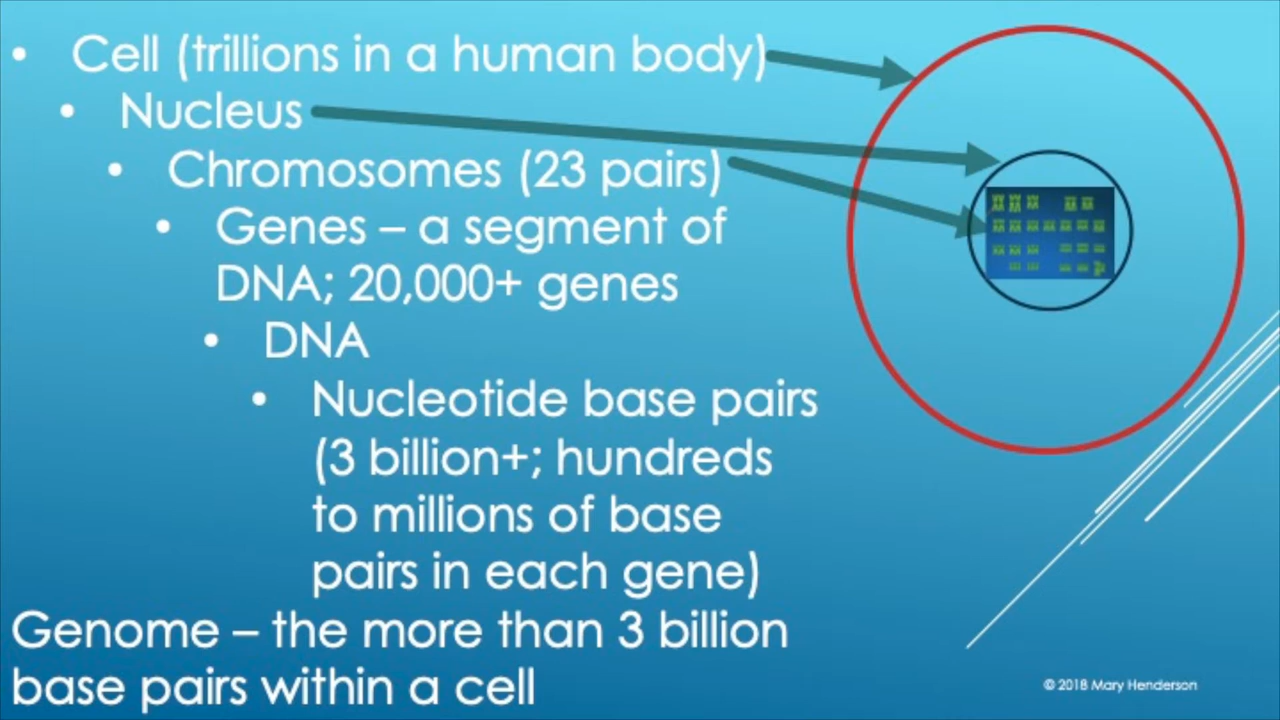 • Cell (trillions in a human body)
• Nucleus
• Chromosomes (23 pairs)
• Genes – a segment of
DNA; 20,000+ genes
• DNA
• Nucleotide base pairs
(3 billion+; hundreds
to millions of base
pairs in each gene)
Genome – the more than 3 billion
base pairs within a cell
© 2018 Mary Henderson